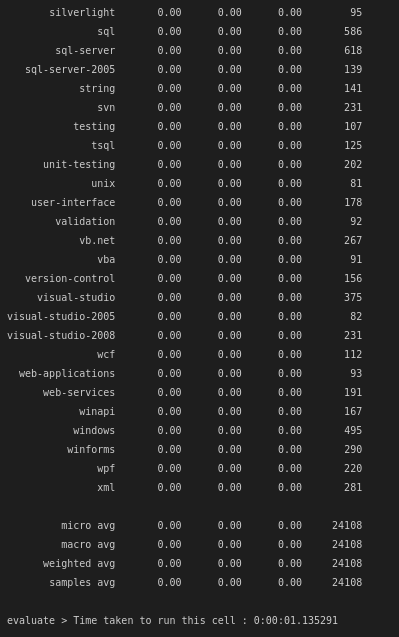 silverlight 0.00 0.00 0.00 95
sql 0.00 0.00 0.00 586
sql-server 0.00 0.00 0.00 618
sql-server-2005 0.00 0.00 0.00 139
string 0.00 0.00 0.00 141
svn 0.00 0.00 0.00 231
testing 0.00 0.00 0.00 107
tsql 0.00 0.00 0.00 125
unit-testing 0.00 0.00 0.00 202
unix 0.00 0.00 0.00 81
user-interface 0.00 0.00 0.00 178
validation 0.00 0.00 0.00 92
vb.net 0.00 0.00 0.00 267
vba 0.00 0.00 0.00 91
version-control 0.00 0.00 0.00 156
visual-studio 0.00 0.00 0.00 375
visual-studio-2005 0.00 0.00 0.00 82
visual-studio-2008 0.00 0.00 0.00 231
wcf 0.00 0.00 0.00 112
web-applications 0.00 0.00 0.00 93
web-services 0.00 0.00 0.00 191
winapi 0.00 0.00 0.00 167
windows 0.00 0.00 0.00 495
winforms 0.00 0.00 0.00 290
wpf 0.00 0.00 0.00 220
xml 0.00 0.00 0.00 281
micro avg 0.00 0.00 0.00 24108
macro avg 0.00 0.00 0.00 24108
weighted avg 0.00 0.00 0.00 24108
samples avg 0.00 0.00 0.00 24108
evaluate > Time taken to run this cell : 0:00:01.135291